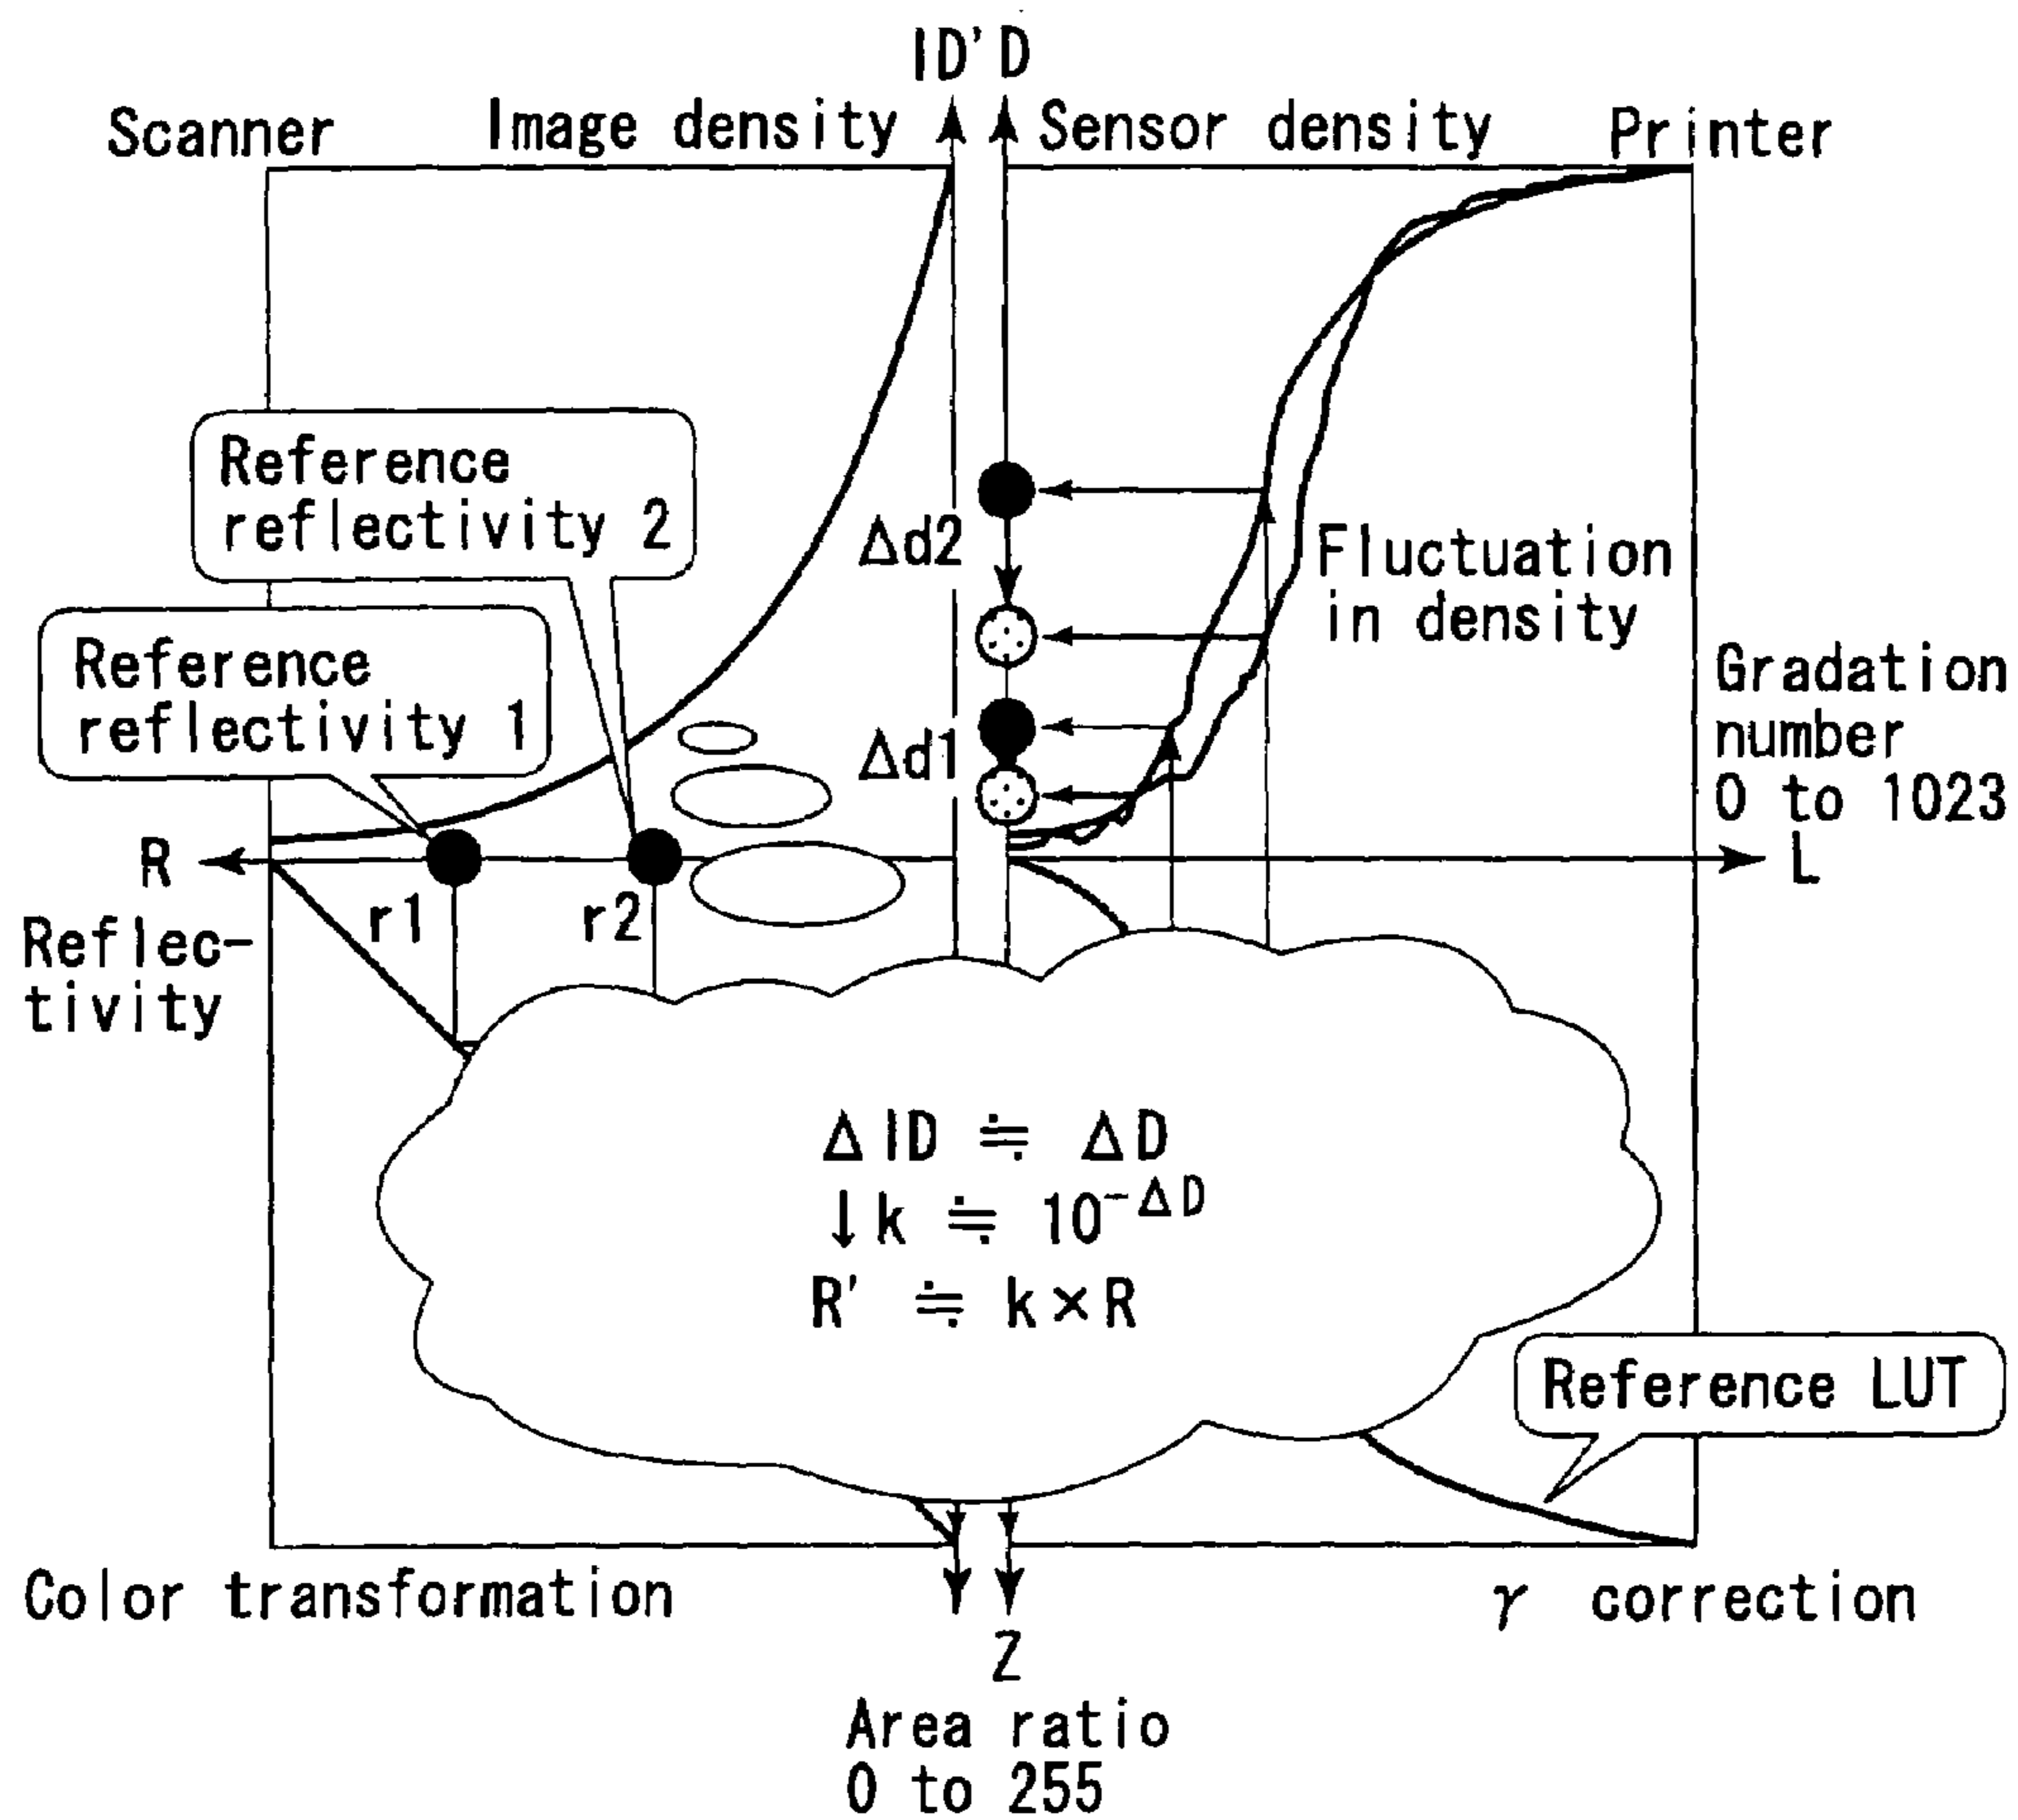 ID' D
Scanner
Image density
Sensor density
Printer
Reference
reflectivity 2
Δd2
Fluctuation
in density
Reference
reflectivity 1
Δd1
Gradation
number
0 to 1023
R
L
r1
r2
Reflec-
tivity
Δ ID ≒ Δ D
↓ k ≒ 10^-ΔD
R' ≒ k×R
Reference LUT
Color transformation
γ correction
Z
Area ratio
0 to 255